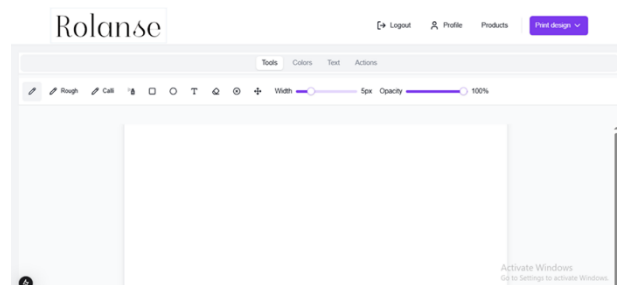 Rolanse
Logout Profile Products Print design
Tools Colors Text Actions
Rough Calli T Width 5px Opacity 100%
Activate Windows
Go to Settings to activate Windows.